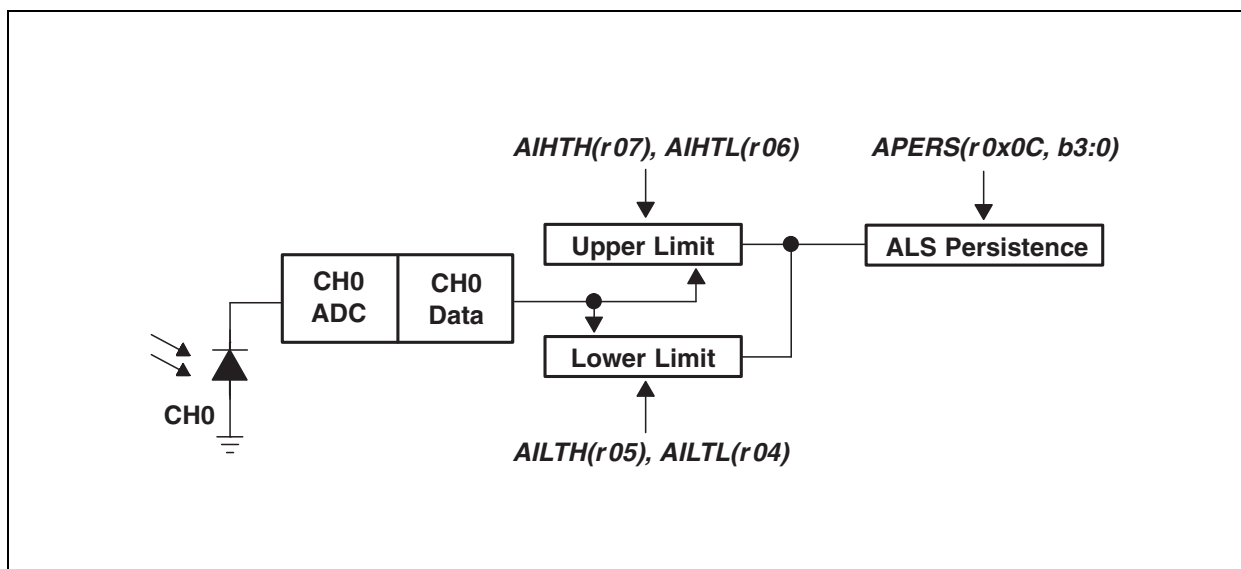 AIHTH(r07), AIHTL(r06)
APERS(r0x0C, b3:0)
Upper Limit
ALS Persistence
CH0
ADC
CH0
Data
Lower Limit
CH0
AILTH(r05), AILTL(r04)